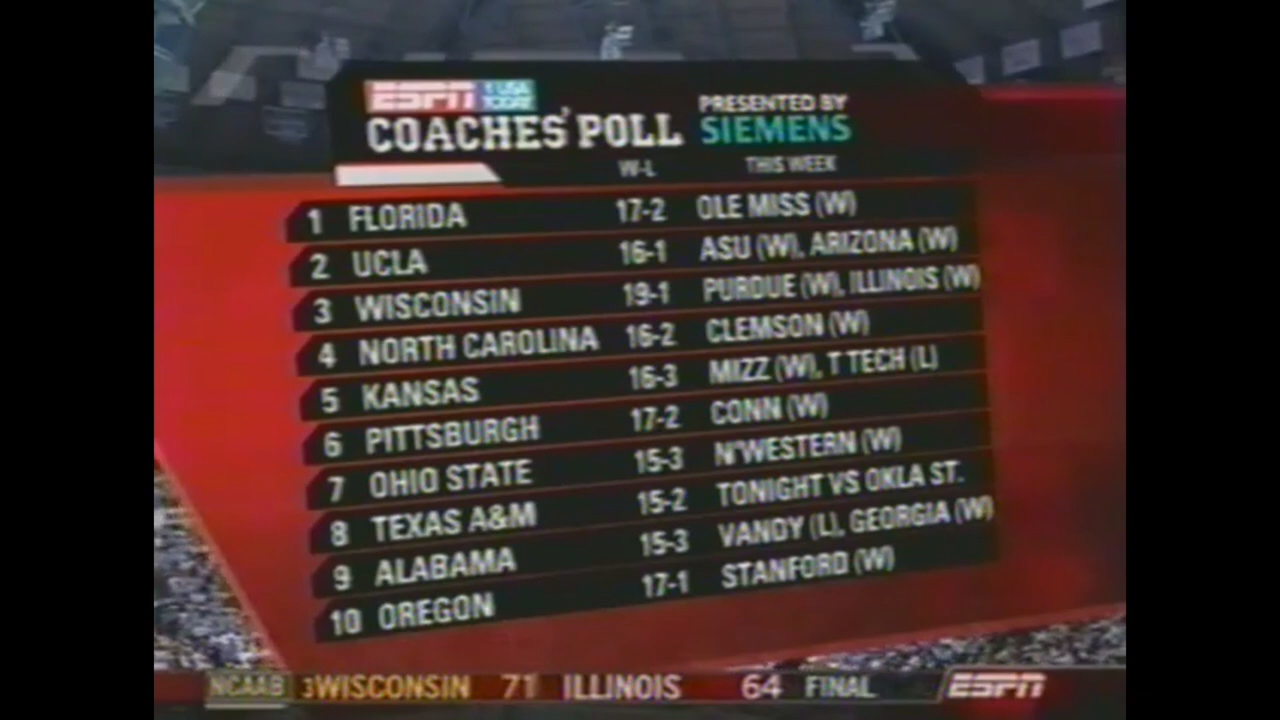 ESPN USA TODAY
COACHES' POLL PRESENTED BY SIEMENS
W-L THIS WEEK
1 FLORIDA 17-2 OLE MISS (W)
2 UCLA 16-1 ASU (W), ARIZONA (W)
3 WISCONSIN 19-1 PURDUE (W), ILLINOIS (W)
4 NORTH CAROLINA 16-2 CLEMSON (W)
5 KANSAS 16-3 MIZZ (W), T TECH (L)
6 PITTSBURGH 17-2 CONN (W)
7 OHIO STATE 15-3 N'WESTERN (W)
8 TEXAS A&M 15-2 TONIGHT VS OKLA ST.
9 ALABAMA 15-3 VANDY (L), GEORGIA (W)
10 OREGON 17-1 STANFORD (W)
NCAAB 3 WISCONSIN 71 ILLINOIS 64 FINAL ESPN